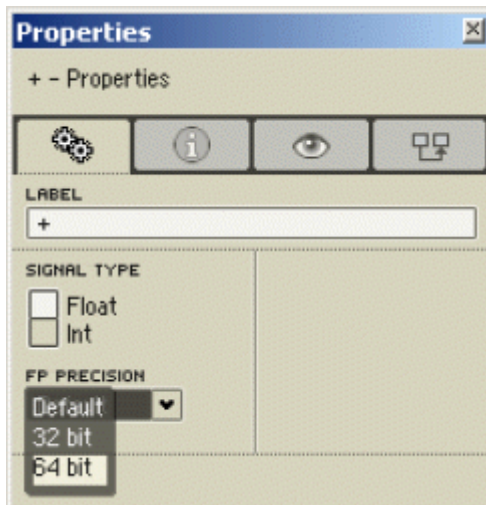 Properties
+ - Properties
LABEL
+
SIGNAL TYPE
Float
Int
FP PRECISION
Default
32 bit
64 bit